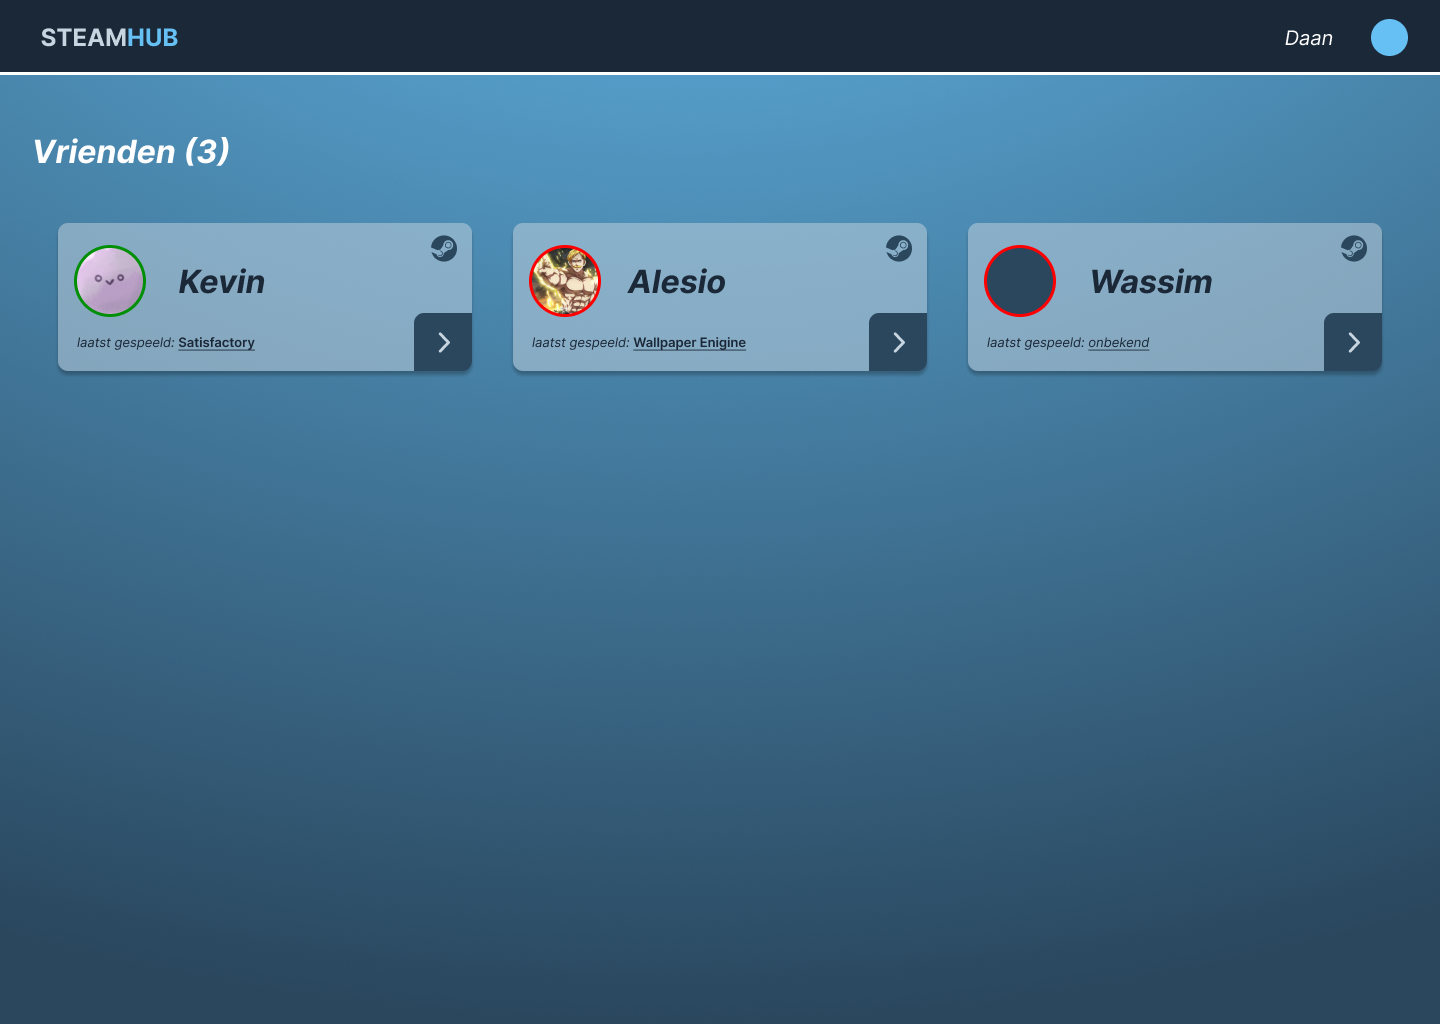 STEAMHUB
Daan
Vrienden (3)
Kevin
laatst gespeeld: Satisfactory
Alesio
laatst gespeeld: Wallpaper Enigine
Wassim
laatst gespeeld: onbekend